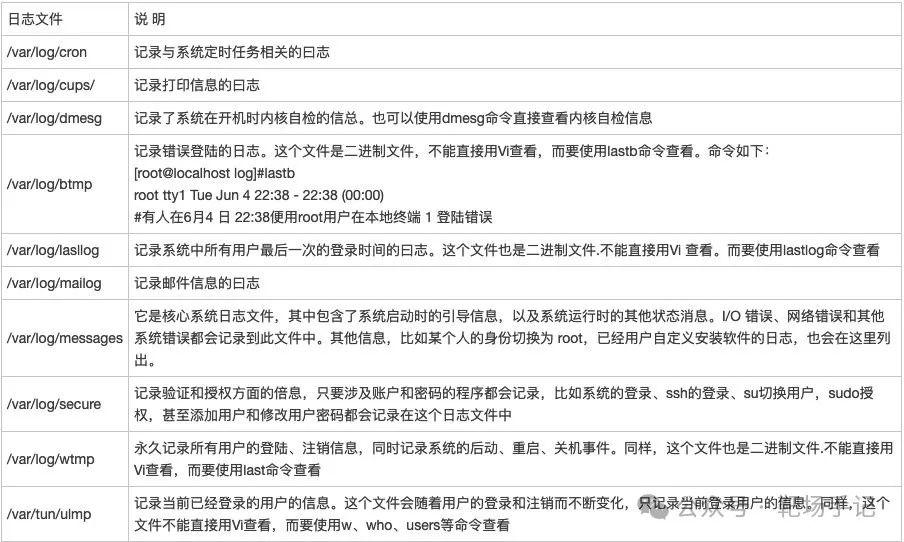 日志文件 说 明
/var/log/cron 记录与系统定时任务相关的曰志
/var/log/cups/ 记录打印信息的曰志
/var/log/dmesg 记录了系统在开机时内核自检的信总。也可以使用dmesg命令直接查看内核自检信息
/var/log/btmp 记录错误登陆的日志。这个文件是二进制文件，不能直接用Vi查看，而要使用lastb命令查看。命令如下：
[root@localhost log]#lastb
root tty1 Tue Jun 4 22:38 - 22:38 (00:00)
#有人在6月4 日 22:38便用root用户在本地终端 1 登陆错误
/var/log/lasllog 记录系统中所有用户最后一次的登录时间的曰志。这个文件也是二进制文件.不能直接用Vi 查看。而要使用lastlog命令查看
/var/log/mailog 记录邮件信息的曰志
/var/log/messages 它是核心系统日志文件，其中包含了系统启动时的引导信息，以及系统运行时的其他状态消息。I/O 错误、网络错误和其他
系统错误都会记录到此文件中。其他信息，比如某个人的身份切换为 root，已经用户自定义安装软件的日志，也会在这里列
出。
/var/log/secure 记录验证和授权方面的倍息，只要涉及账户和密码的程序都会记录，比如系统的登录、ssh的登录、su切换用户，sudo授
权，甚至添加用户和修改用户密码都会记录在这个日志文件中
/var/log/wtmp 永久记录所有用户的登陆、注销信息，同时记录系统的后动、重启、关机事件。同样，这个文件也是二进制文件.不能直接用
Vi查看，而要使用last命令查看
/var/tun/ulmp 记录当前已经登录的用户的信息。这个文件会随着用户的登录和注销而不断变化，只记录当前登录用户的信息。同样，这个
文件不能直接用Vi查看，而要使用w、who、users等命令查看
公众号 · 靶场手记